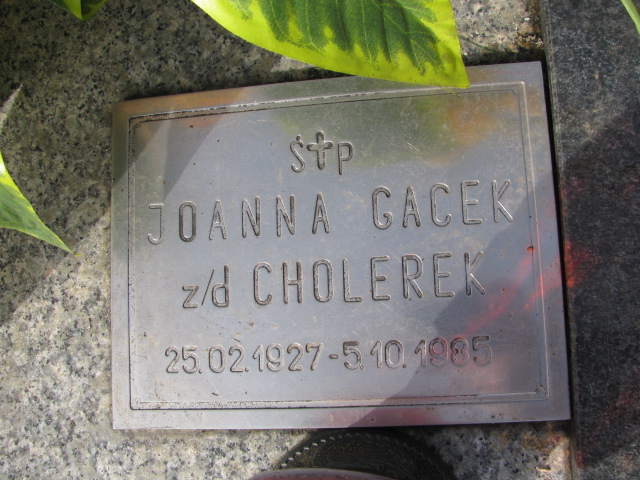 Ś✝P
JOANNA GACEK
z/d CHOLEREK
25.02.1927-5.10.1985